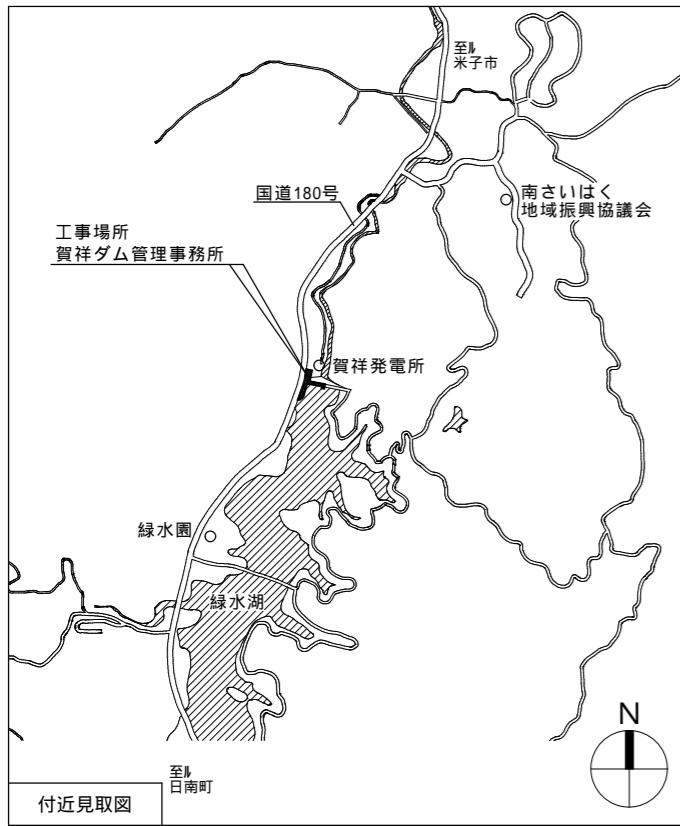 至ル
米子市
国道180号
南さいはく
地域振興協議会
工事場所
賀祥ダム管理事務所
賀祥発電所
緑水園
緑水湖
N
至ル
日南町
付近見取図